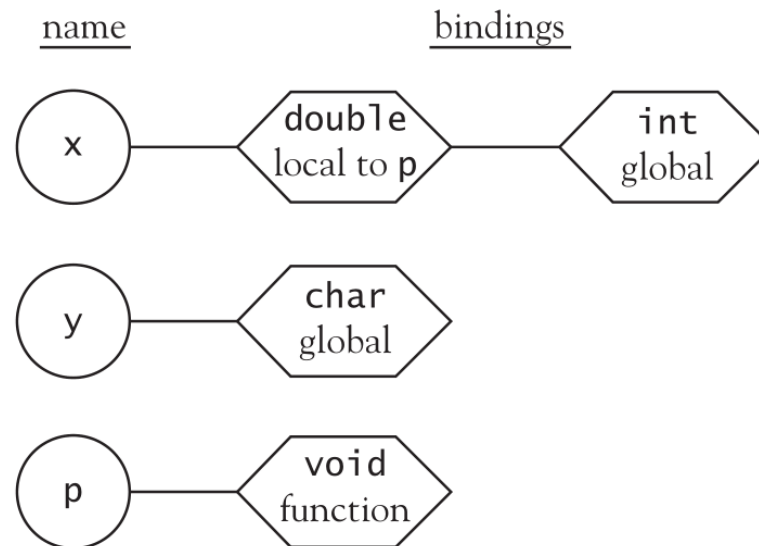 name bindings
x double int
local to p global
y char
global
p void
function